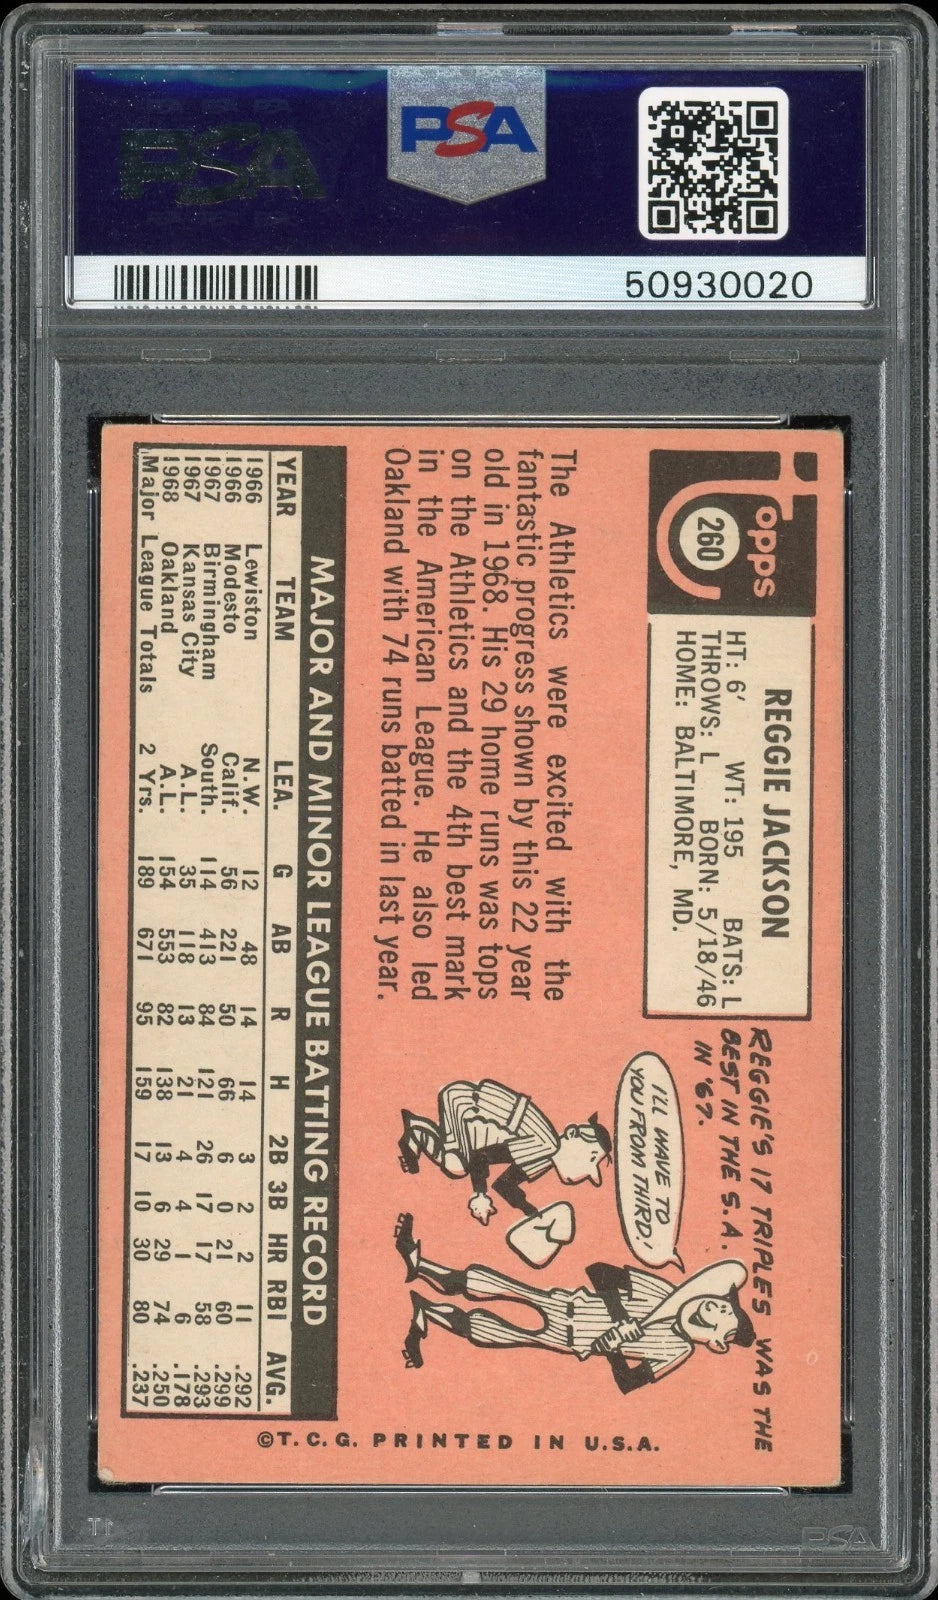 PSA
PSA
50930020
Topps
260
REGGIE JACKSON
HT: 6' WT: 195 BATS: L
THROWS: L BORN: 5/18/46
HOME: BALTIMORE, MD.
REGGIE'S 17 TRIPLES WAS THE
BEST IN THE S.A.
IN '67.
I'LL WAVE TO
YOU FROM THIRD!
The Athletics were excited with the
fantastic progress shown by this 22 year
old in 1968. His 29 home runs was tops
on the Athletics and the 4th best mark
in the American League. He also led
Oakland with 74 runs batted in last year.
MAJOR AND MINOR LEAGUE BATTING RECORD
YEAR TEAM LEA. G AB R H 2B 3B HR RBI AVG.
1966 Lewiston N.W. 12 48 14 14 3 2 2 11 .292
1966 Modesto Calif. 56 221 50 66 6 0 21 60 .299
1967 Birmingham South. 114 413 84 121 26 17 17 58 .293
1967 Kansas City A.L. 35 118 13 21 4 4 1 6 .178
1968 Oakland A.L. 154 553 82 138 13 6 29 74 .250
Major League Totals 2 Yrs. 189 671 95 159 17 10 30 80 .237
©T.C.G. PRINTED IN U.S.A.
PSA